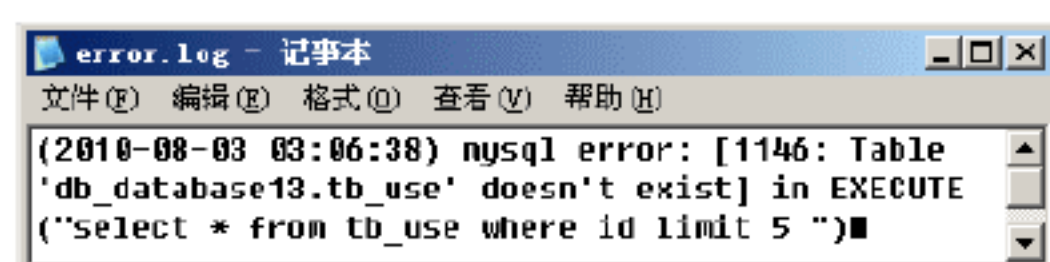 error.log - 记事本
文件(F) 编辑(E) 格式(O) 查看(V) 帮助(H)
(2010-08-03 03:06:38) mysql error: [1146: Table
'db_database13.tb_use' doesn't exist] in EXECUTE
("select * from tb_use where id limit 5 ")■